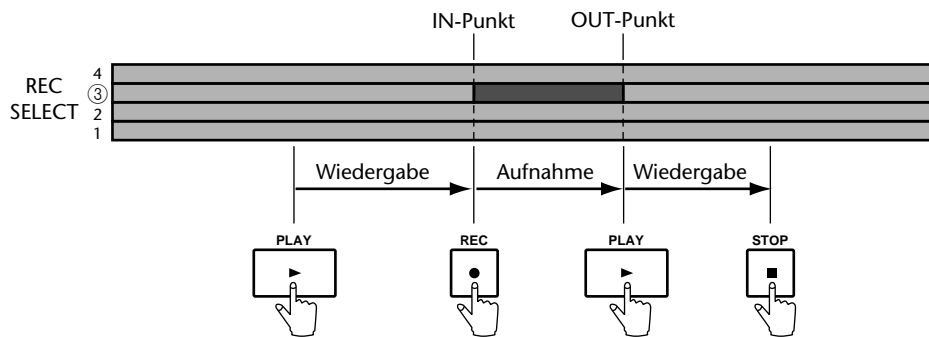 IN-Punkt OUT-Punkt
REC
SELECT
4
③
2
1
Wiedergabe Aufnahme Wiedergabe
PLAY REC PLAY STOP